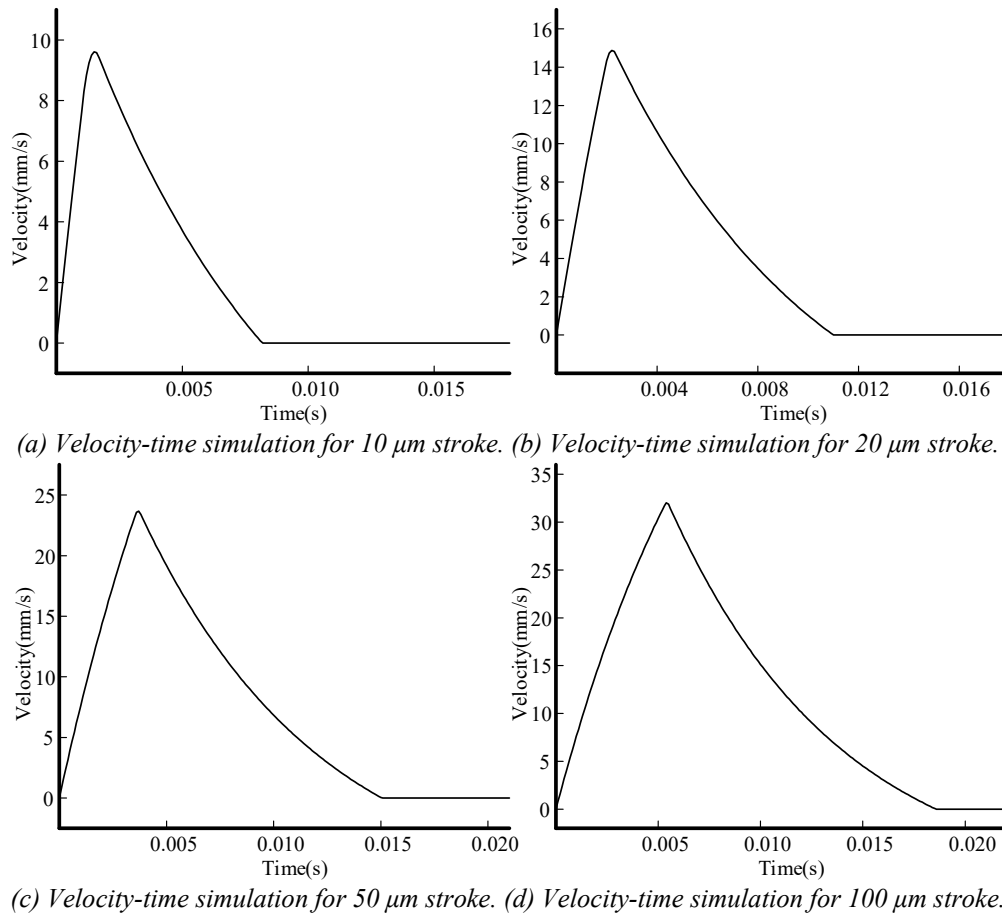 10
8
6
4
2
0
Velocity(mm/s)
0.005 0.010 0.015
Time(s)
16
14
12
10
8
6
4
2
0
Velocity(mm/s)
0.004 0.008 0.012 0.016
Time(s)
(a) Velocity-time simulation for 10 μm stroke. (b) Velocity-time simulation for 20 μm stroke.
25
20
15
10
5
0
Velocity(mm/s)
0.005 0.010 0.015 0.020
Time(s)
35
30
25
20
15
10
5
0
Velocity(mm/s)
0.005 0.010 0.015 0.020
Time(s)
(c) Velocity-time simulation for 50 μm stroke. (d) Velocity-time simulation for 100 μm stroke.